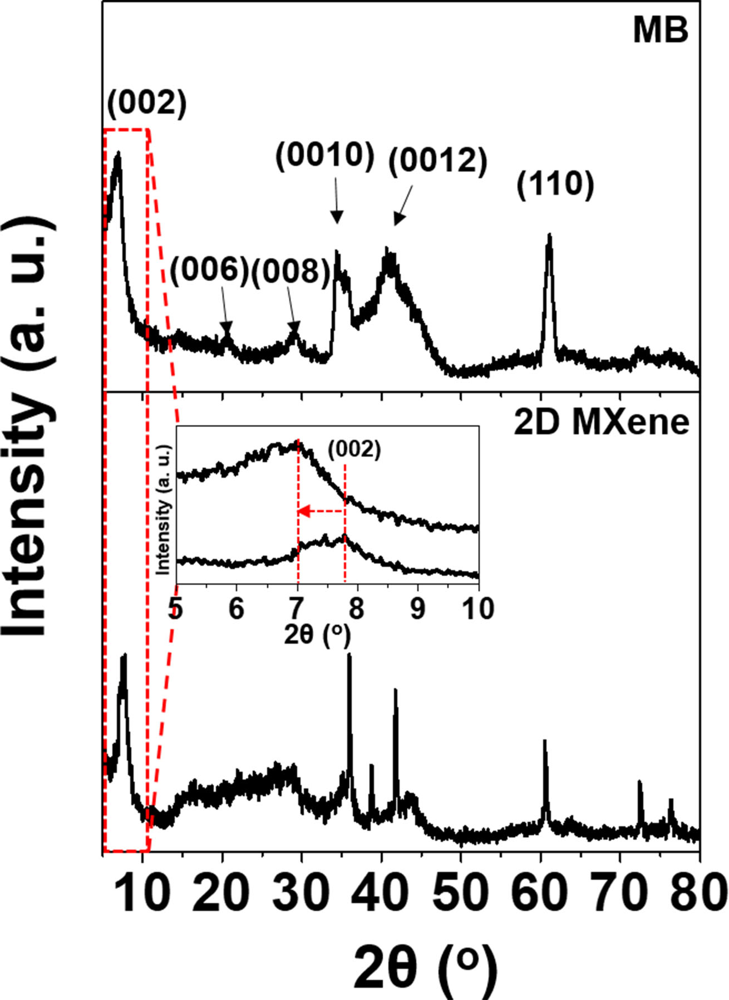 MB
(002)
(0010)
(0012)
(110)
(006)
(008)
Intensity (a. u.)
2D MXene
(002)
Intensity (a. u.)
5 6 7 8 9 10
2θ (°)
10 20 30 40 50 60 70 80
2θ (°)